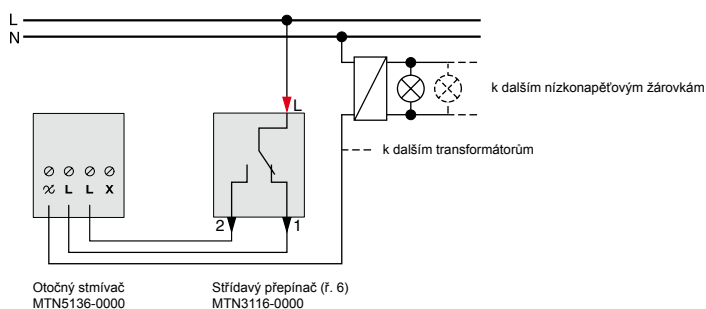 L
N
L
k dalším nízkonapěťovým žárovkám
k dalším transformátorům
L L X
2 1
Otočný stmívač
MTN5136-0000
Střídavý přepínač (ř. 6)
MTN3116-0000